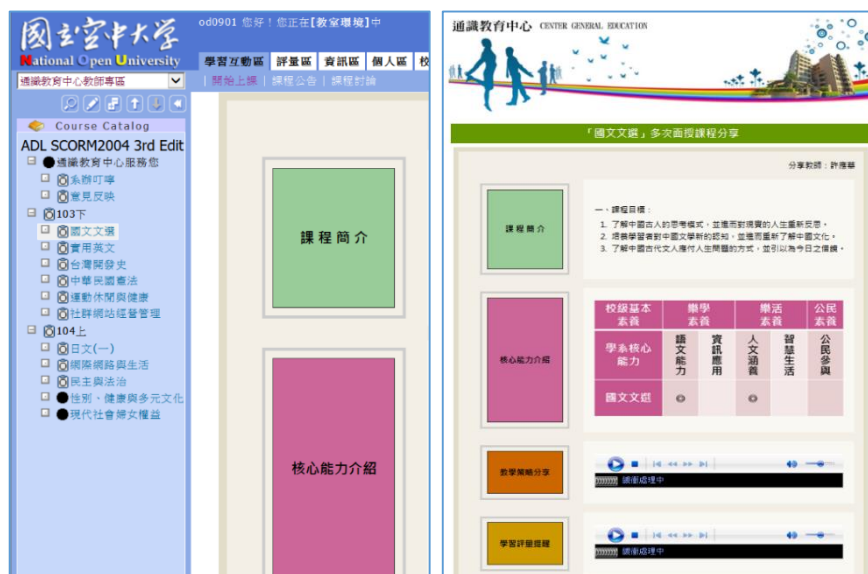 國立空中大學
National Open University
od0901 您好！您正在[教室環境]中
學習互動區 評量區 資訊區 個人區 校
通識教育中心教師專區
| 開始上課 | 課程公告 | 課程討論
Course Catalog
ADL SCORM2004 3rd Edit
通識教育中心服務您
系辦叮嚀
意見反映
103下
國文文選
實用英文
台灣開發史
中華民國憲法
運動休閒與健康
社群網站經營管理
104上
日文(一)
網際網路與生活
民主與法治
性別、健康與多元文化
現代社會婦女權益
課程簡介
核心能力介紹
通識教育中心 CENTER GENERAL EDUCATION
「國文文選」多次面授課程分享
分享教師：許應華
課程簡介
一、課程目標：
1. 了解中國古人的思考模式，並進而對現實的人生重新反思。
2. 培養學習者對中國文學新的認知，並進而重新了解中國文化。
3. 了解中國古代文人應付人生問題的方式，並引以為今日之借鏡。
核心能力介紹
校級基本素養 樂學素養 樂活素養 公民素養
學系核心能力 語文能力 資訊應用 人文涵養 智慧生活 公民參與
國文文選 ◎ ◎
教學策略分享
緩衝處理中
學習評量提醒
緩衝處理中